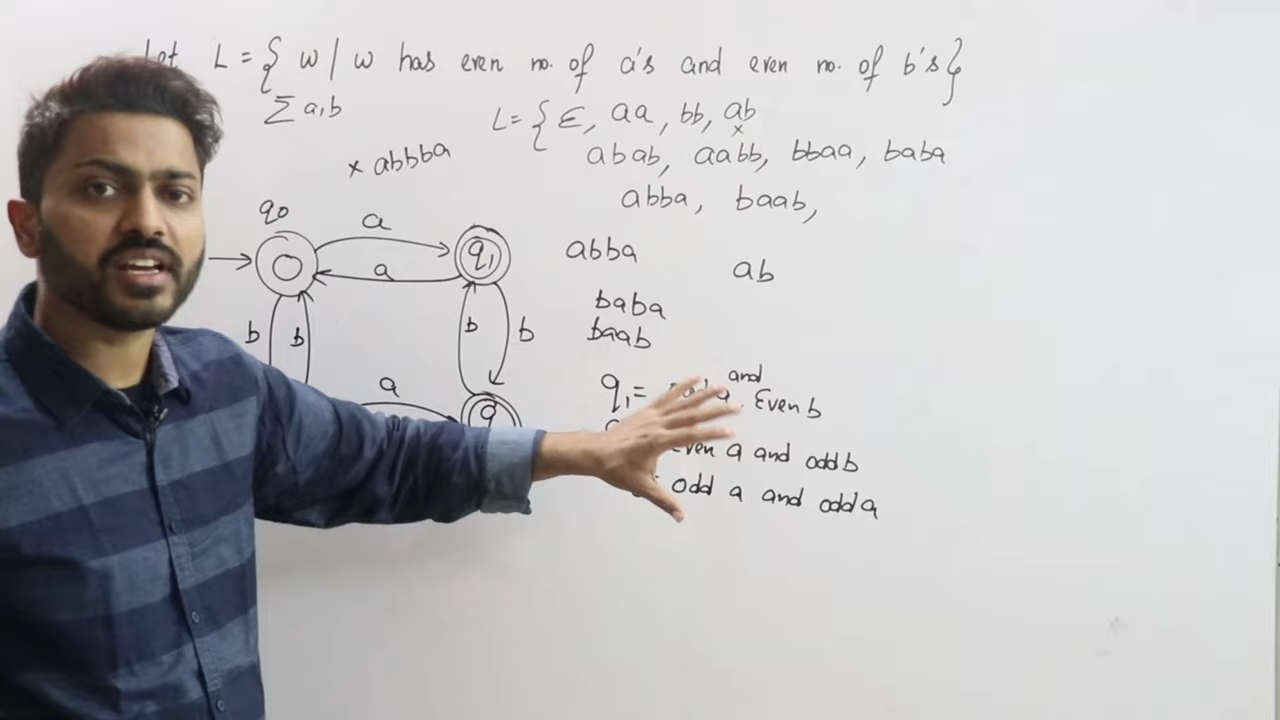 Let L = { w / w has even no. of a's and even no. of b's }
Σ a,b
L = { ε, aa, bb, ab
x
abab, aabb, bbaa, baba
x abbba
abba, baab,
q0
a
q1
a
abba
ab
baba
baab
b
b
b
b
and
q1 = a Even b
a
q
even a and odd b
odd a and odd a